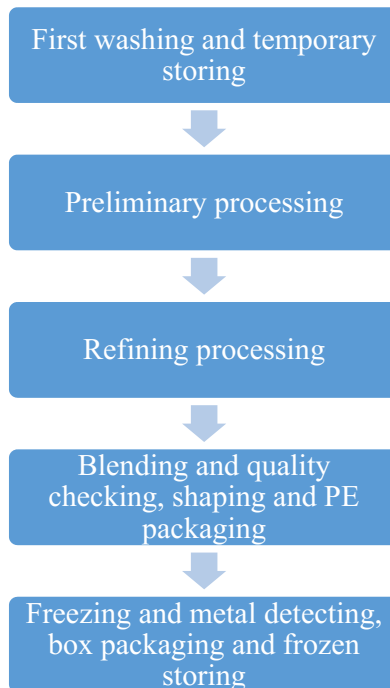 First washing and temporary
storing
Preliminary processing
Refining processing
Blending and quality
checking, shaping and PE
packaging
Freezing and metal detecting,
box packaging and frozen
storing